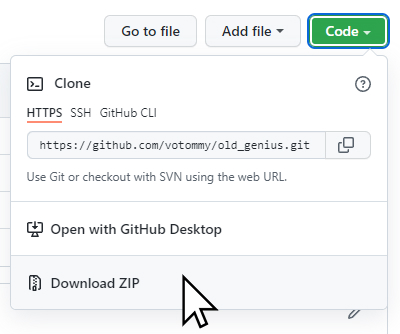 Go to file Add file Code
Clone
HTTPS SSH GitHub CLI
https://github.com/votommy/old_genius.git
Use Git or checkout with SVN using the web URL.
Open with GitHub Desktop
Download ZIP